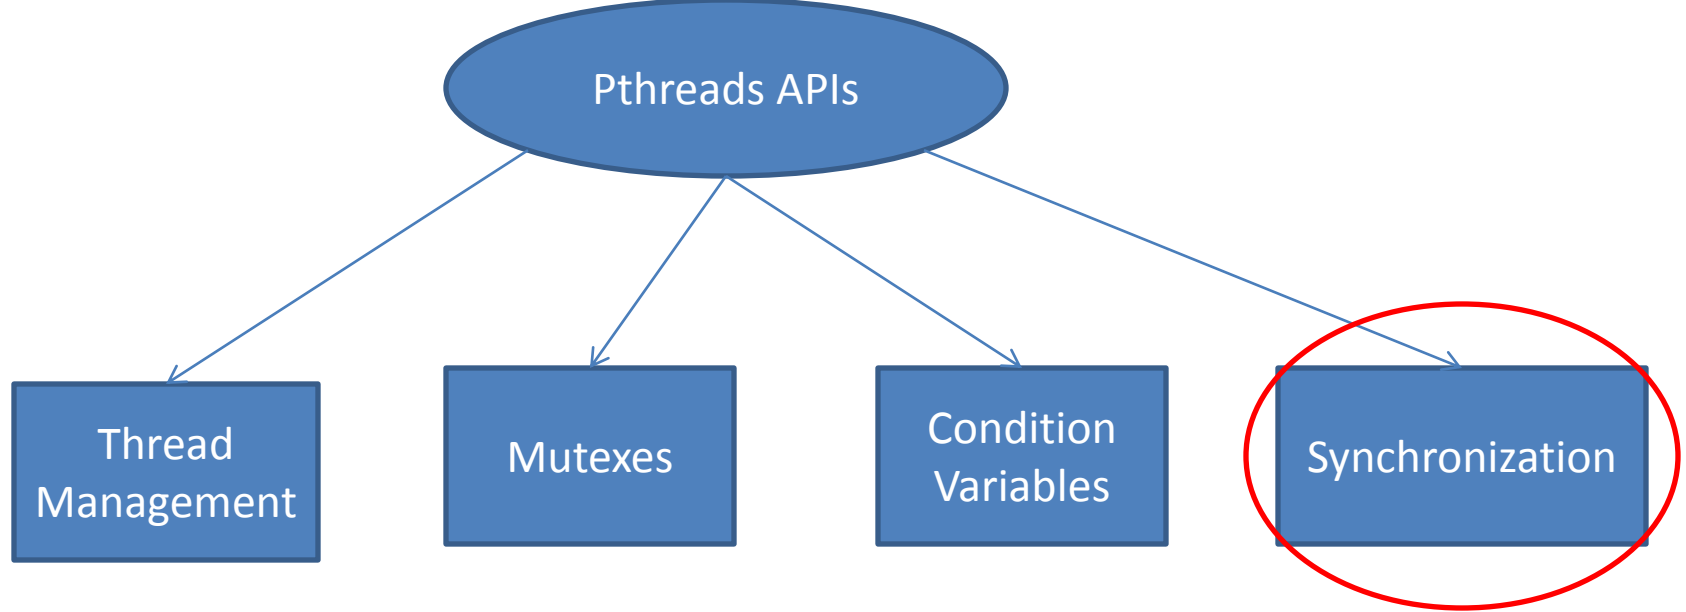 Pthreads APIs
Thread
Management
Mutexes
Condition
Variables
Synchronization